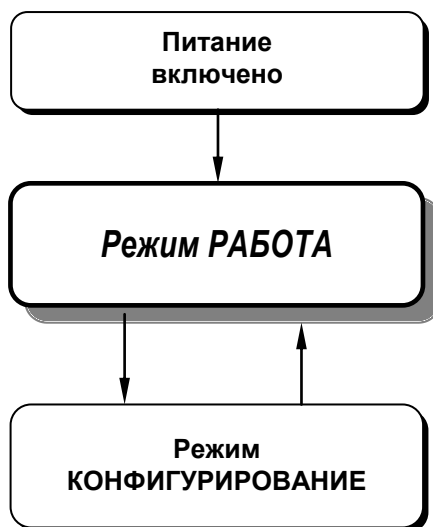 Питание
включено
Режим РАБОТА
Режим
КОНФИГУРИРОВАНИЕ